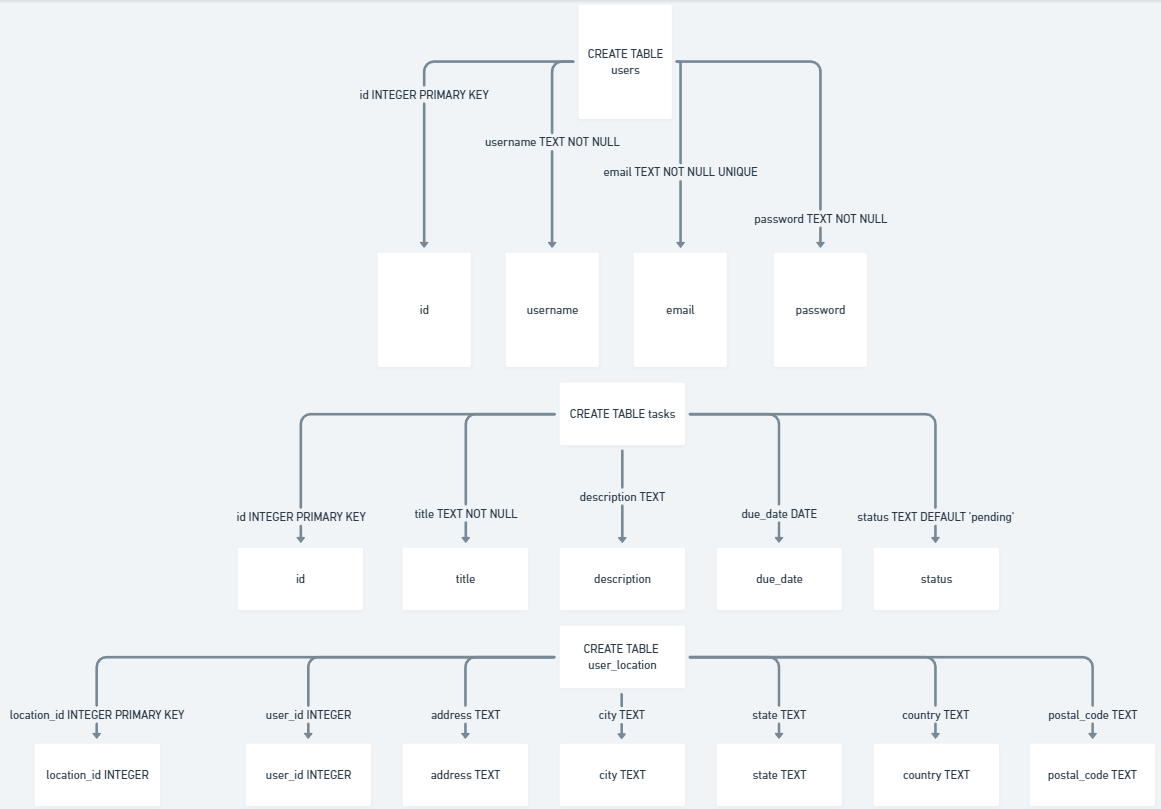 CREATE TABLE
users
id INTEGER PRIMARY KEY
username TEXT NOT NULL
email TEXT NOT NULL UNIQUE
password TEXT NOT NULL
id
username
email
password
CREATE TABLE tasks
description TEXT
id INTEGER PRIMARY KEY
title TEXT NOT NULL
due_date DATE
status TEXT DEFAULT 'pending'
id
title
description
due_date
status
CREATE TABLE
user_location
location_id INTEGER PRIMARY KEY
user_id INTEGER
address TEXT
city TEXT
state TEXT
country TEXT
postal_code TEXT
location_id INTEGER
user_id INTEGER
address TEXT
city TEXT
state TEXT
country TEXT
postal_code TEXT